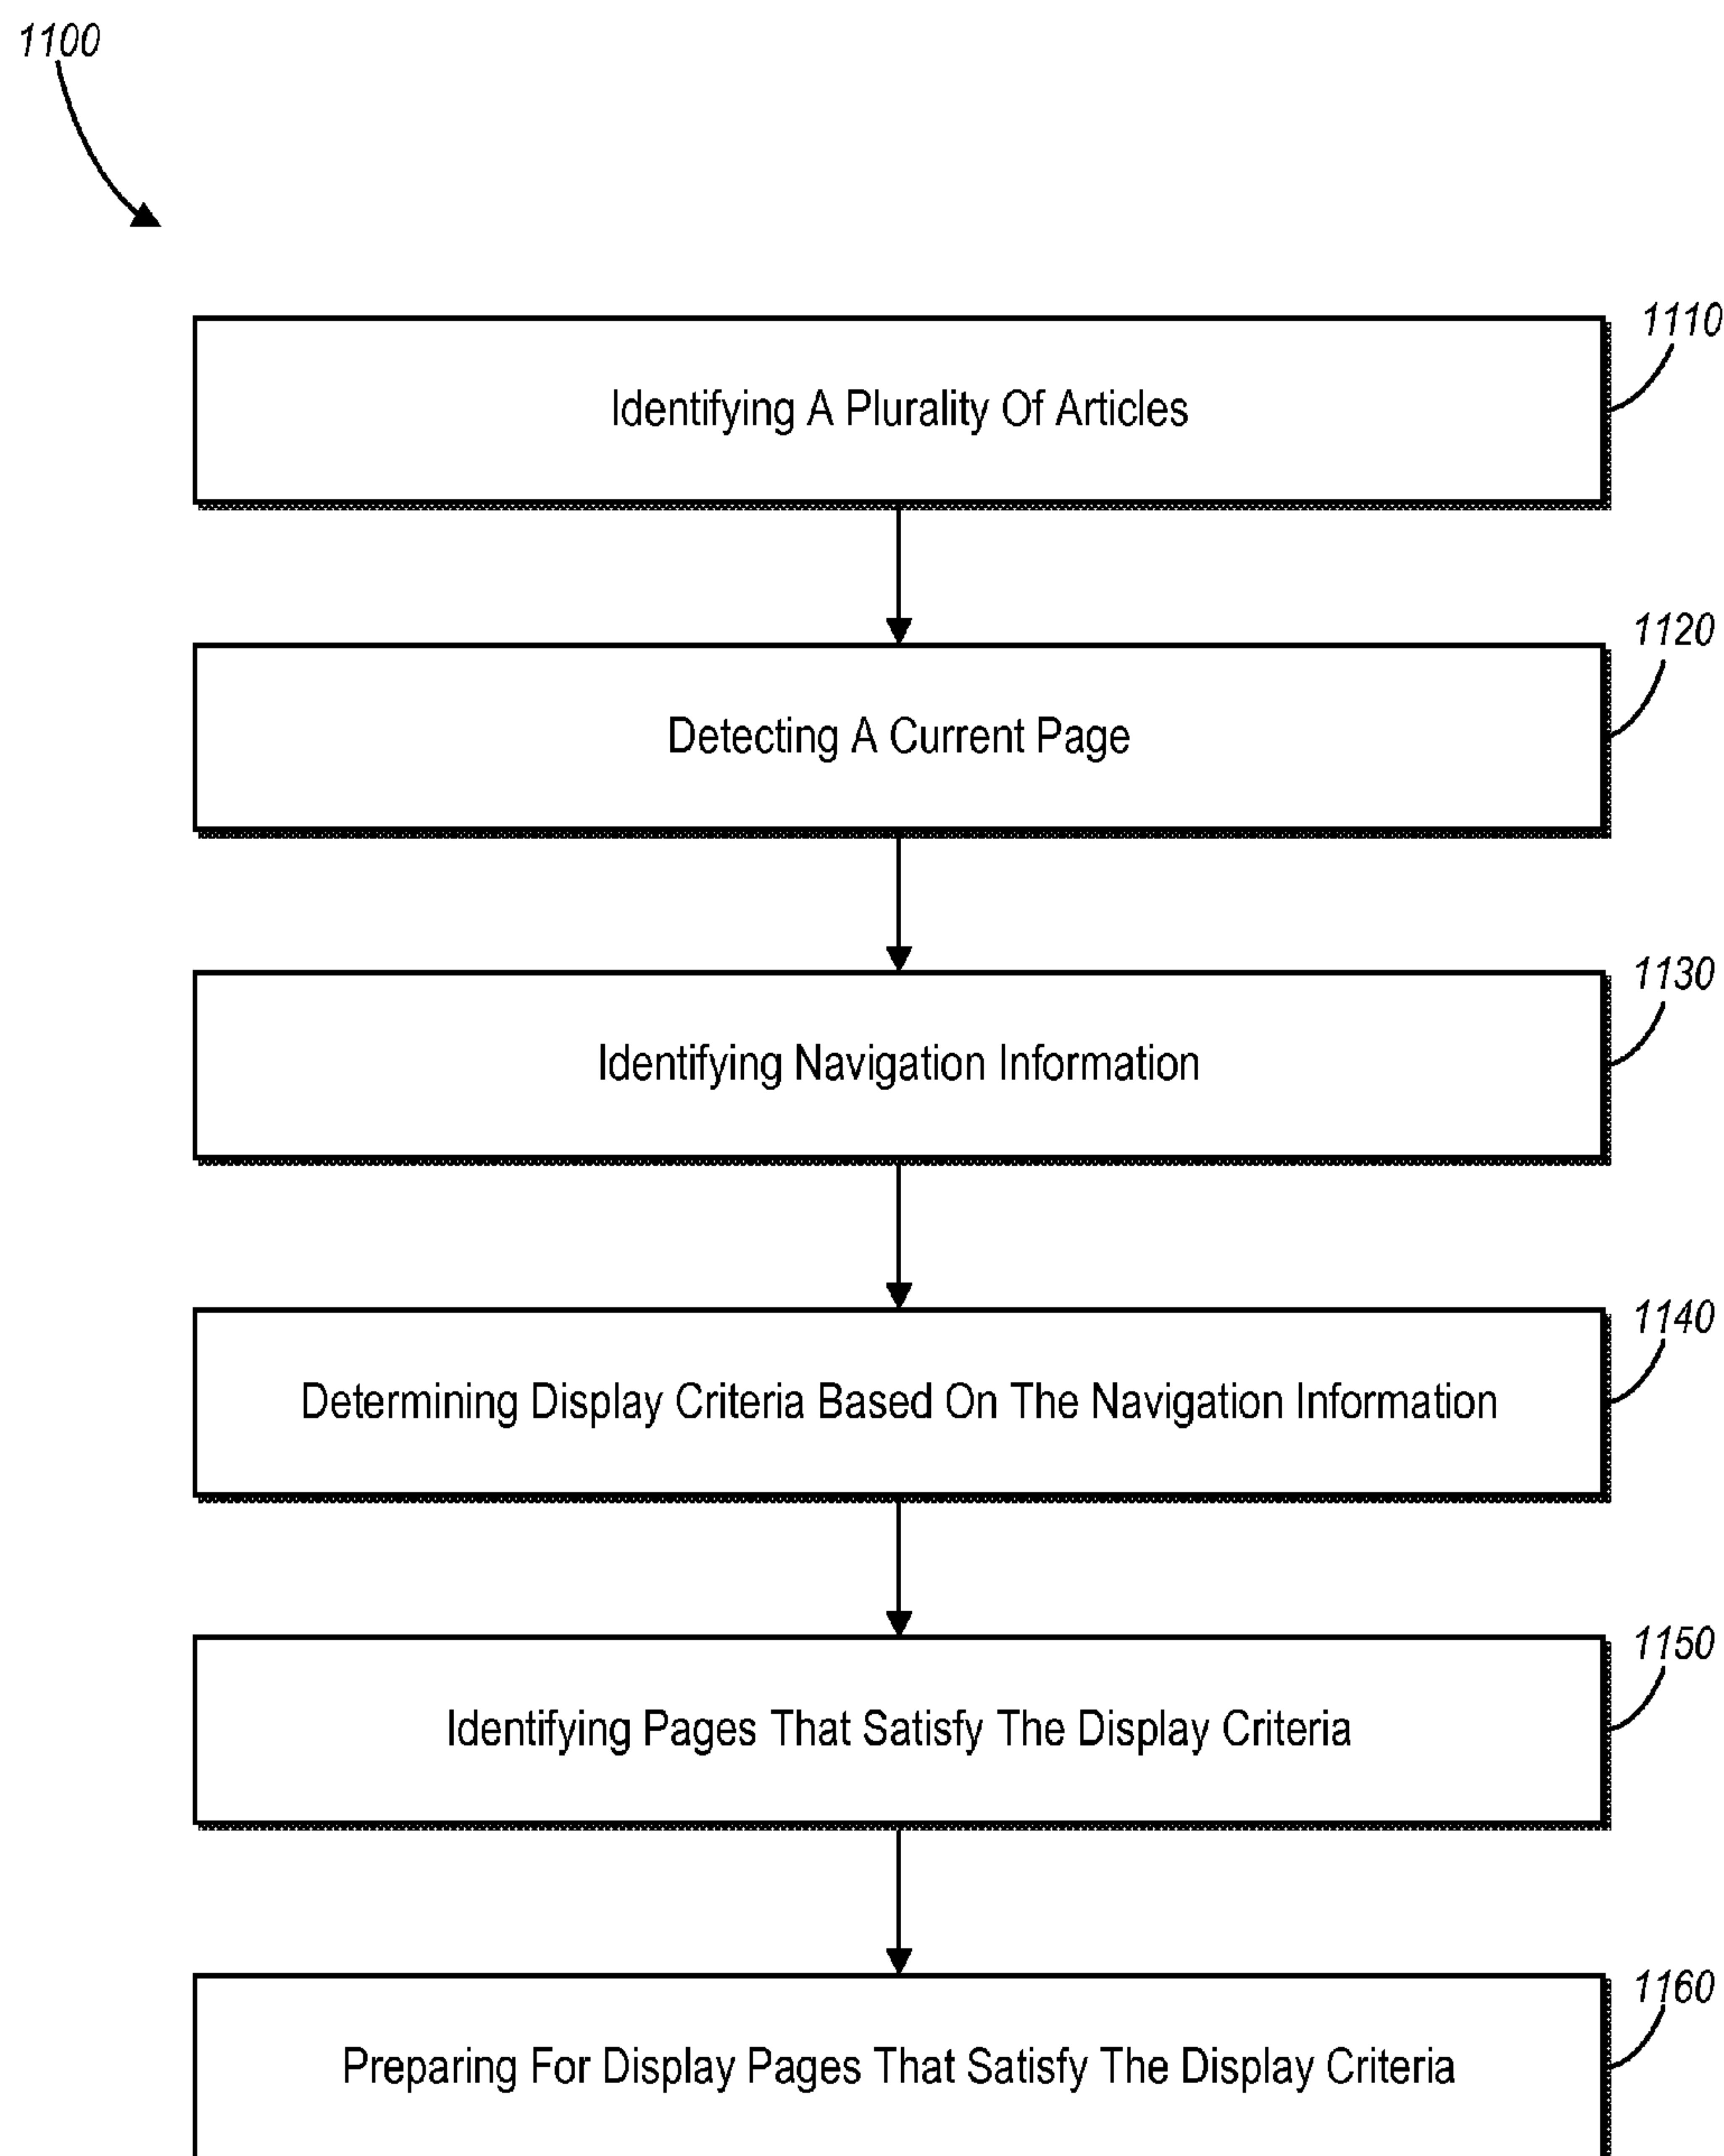 1100
1110
Identifying A Plurality Of Articles
1120
Detecting A Current Page
1130
Identifying Navigation Information
1140
Determining Display Criteria Based On The Navigation Information
1150
Identifying Pages That Satisfy The Display Criteria
1160
Preparing For Display Pages That Satisfy The Display Criteria